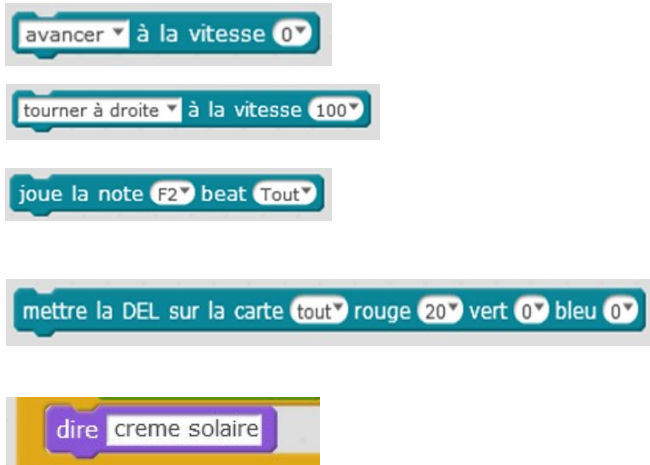 avancer à la vitesse 0
tourner à droite à la vitesse 100
joue la note F2 beat Tout
mettre la DEL sur la carte tout rouge 20 vert 0 bleu 0
dire creme solaire